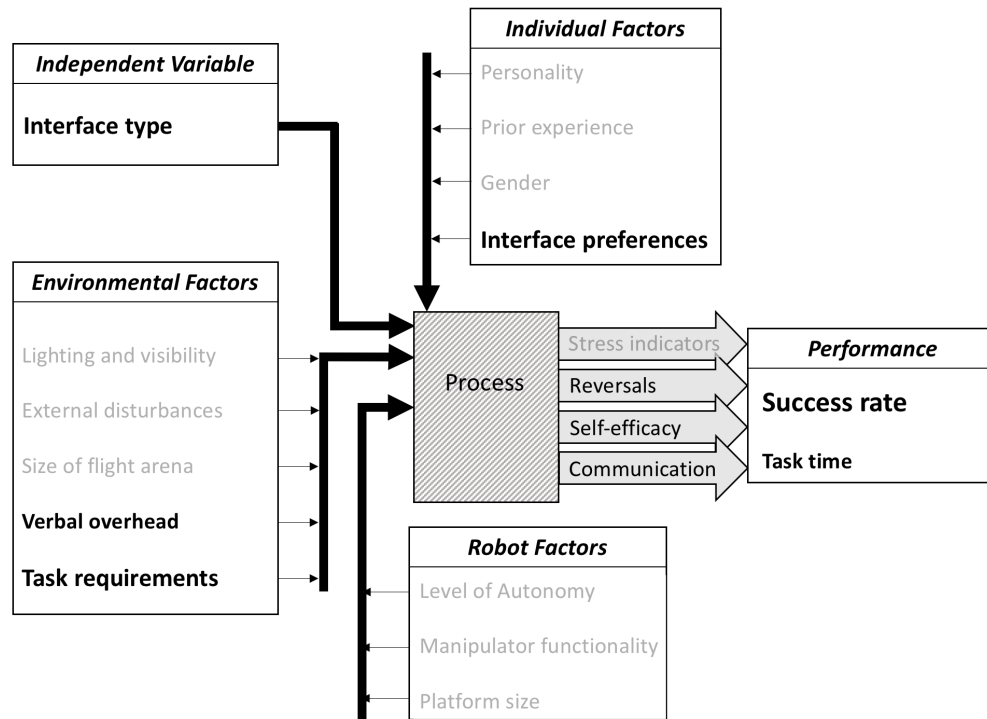 Individual Factors
Personality
Prior experience
Gender
Interface preferences
Independent Variable
Interface type
Environmental Factors
Lighting and visibility
External disturbances
Size of flight arena
Verbal overhead
Task requirements
Process
Stress indicators
Reversals
Self-efficacy
Communication
Performance
Success rate
Task time
Robot Factors
Level of Autonomy
Manipulator functionality
Platform size